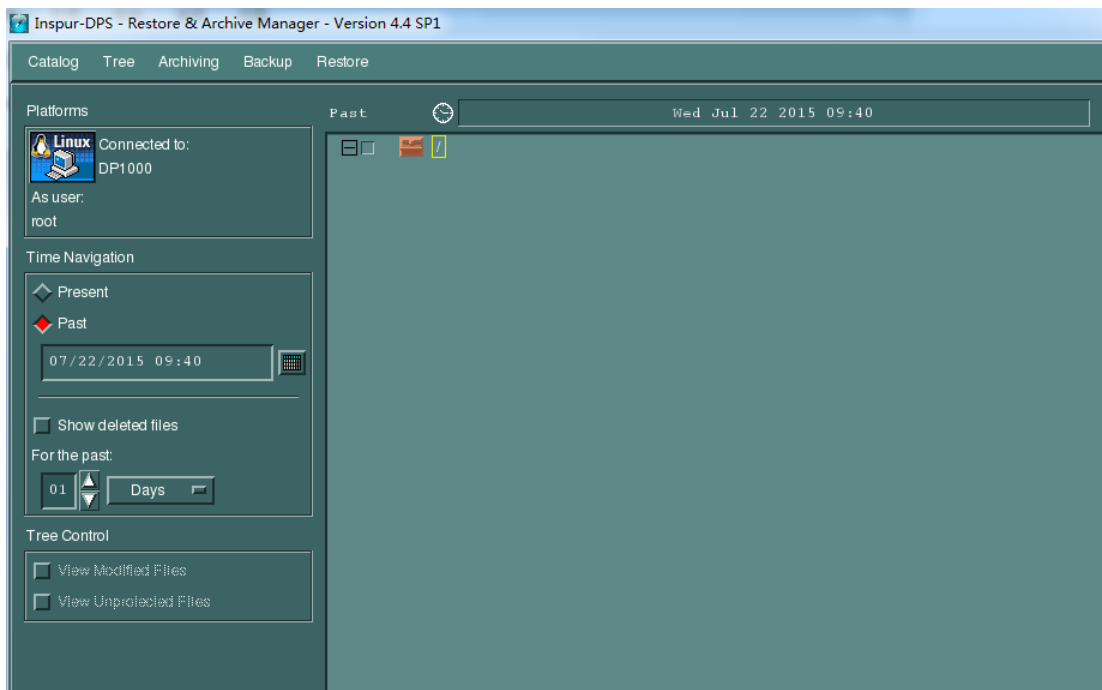 Inspur-DPS - Restore & Archive Manager - Version 4.4 SP1
Catalog Tree Archiving Backup Restore
Platforms
Linux
Connected to:
DP1000
As user:
root
Time Navigation
Present
Past
07/22/2015 09:40
Show deleted files
For the past:
01 Days
Tree Control
View Modified Files
View Unprotected Files
Past Wed Jul 22 2015 09:40
/